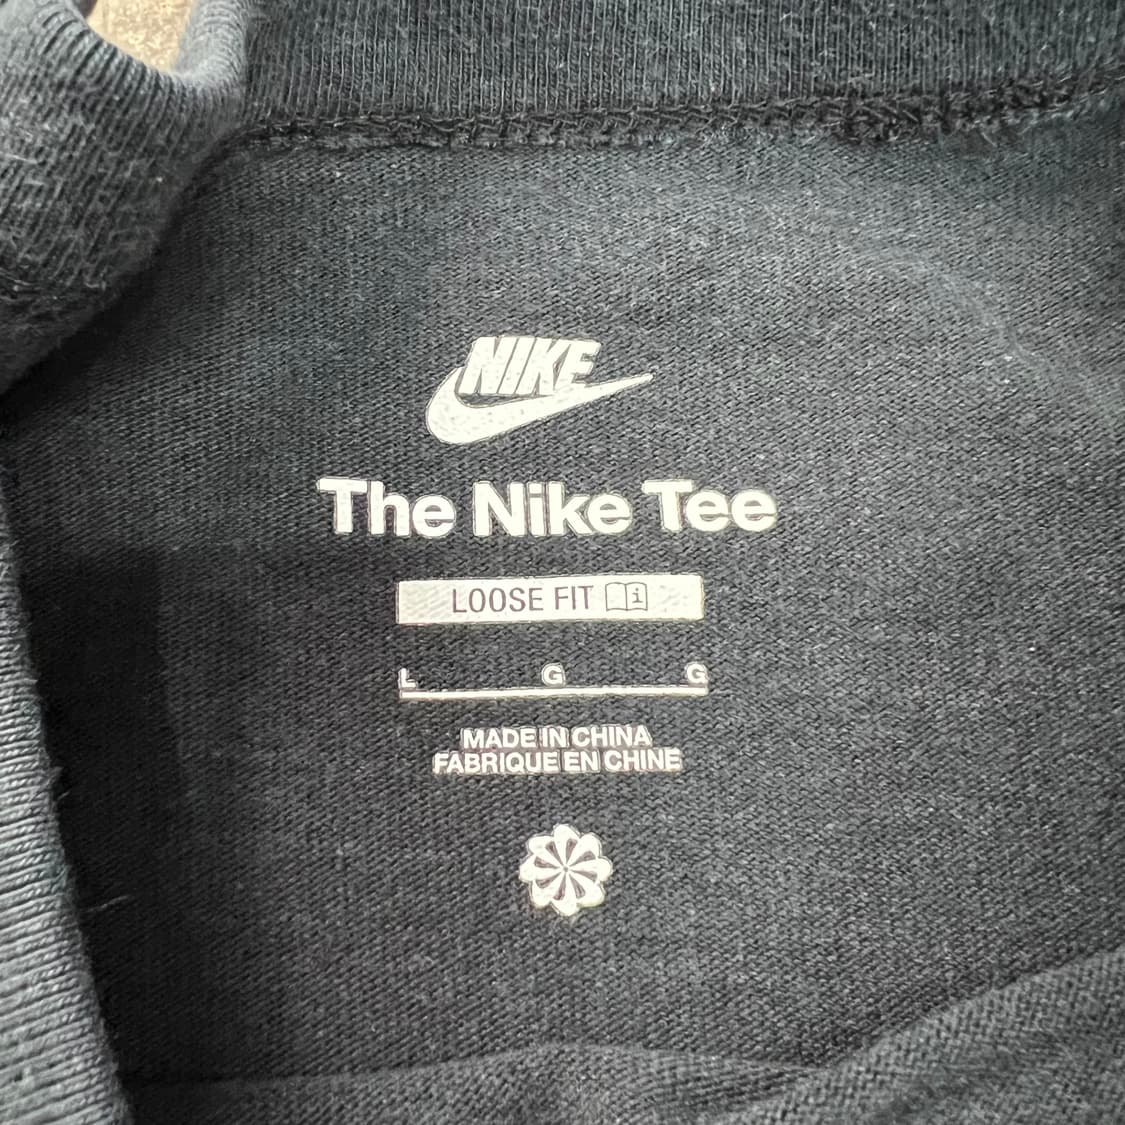 NIKE
The Nike Tee
LOOSE FIT
L G G
MADE IN CHINA
FABRIQUE EN CHINE